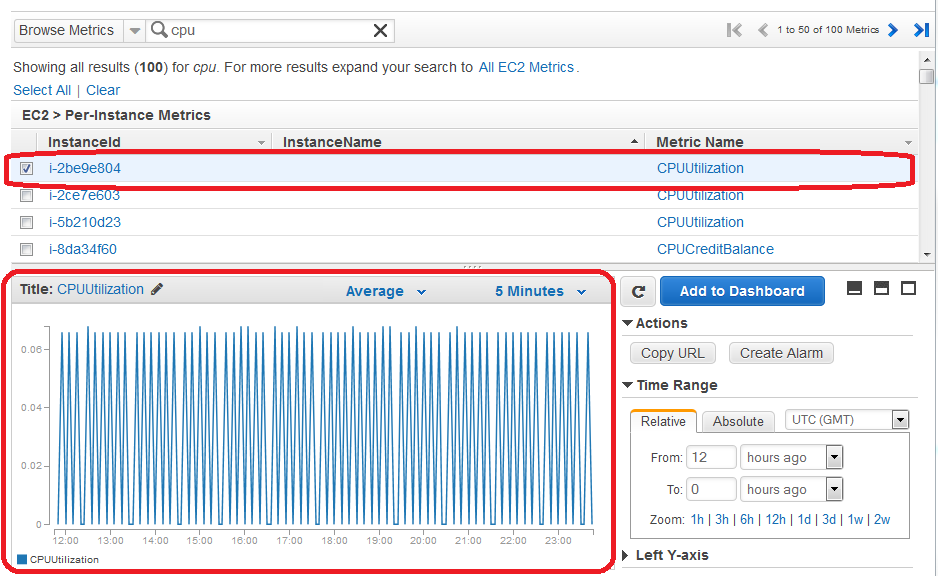 Browse Metrics cpu 1 to 50 of 100 Metrics
Showing all results (100) for cpu. For more results expand your search to All EC2 Metrics.
Select All | Clear
EC2 > Per-Instance Metrics
InstanceId InstanceName Metric Name
i-2be9e804 CPUUtilization
i-2ce7e603 CPUUtilization
i-5b210d23 CPUUtilization
i-8da34f60 CPUCreditBalance
Title: CPUUtilization Average 5 Minutes
0.06
0.04
0.02
0
12:00 13:00 14:00 15:00 16:00 17:00 18:00 19:00 20:00 21:00 22:00 23:00
CPUUtilization
Add to Dashboard
Actions
Copy URL Create Alarm
Time Range
Relative Absolute UTC (GMT)
From: 12 hours ago
To: 0 hours ago
Zoom: 1h | 3h | 6h | 12h | 1d | 3d | 1w | 2w
Left Y-axis